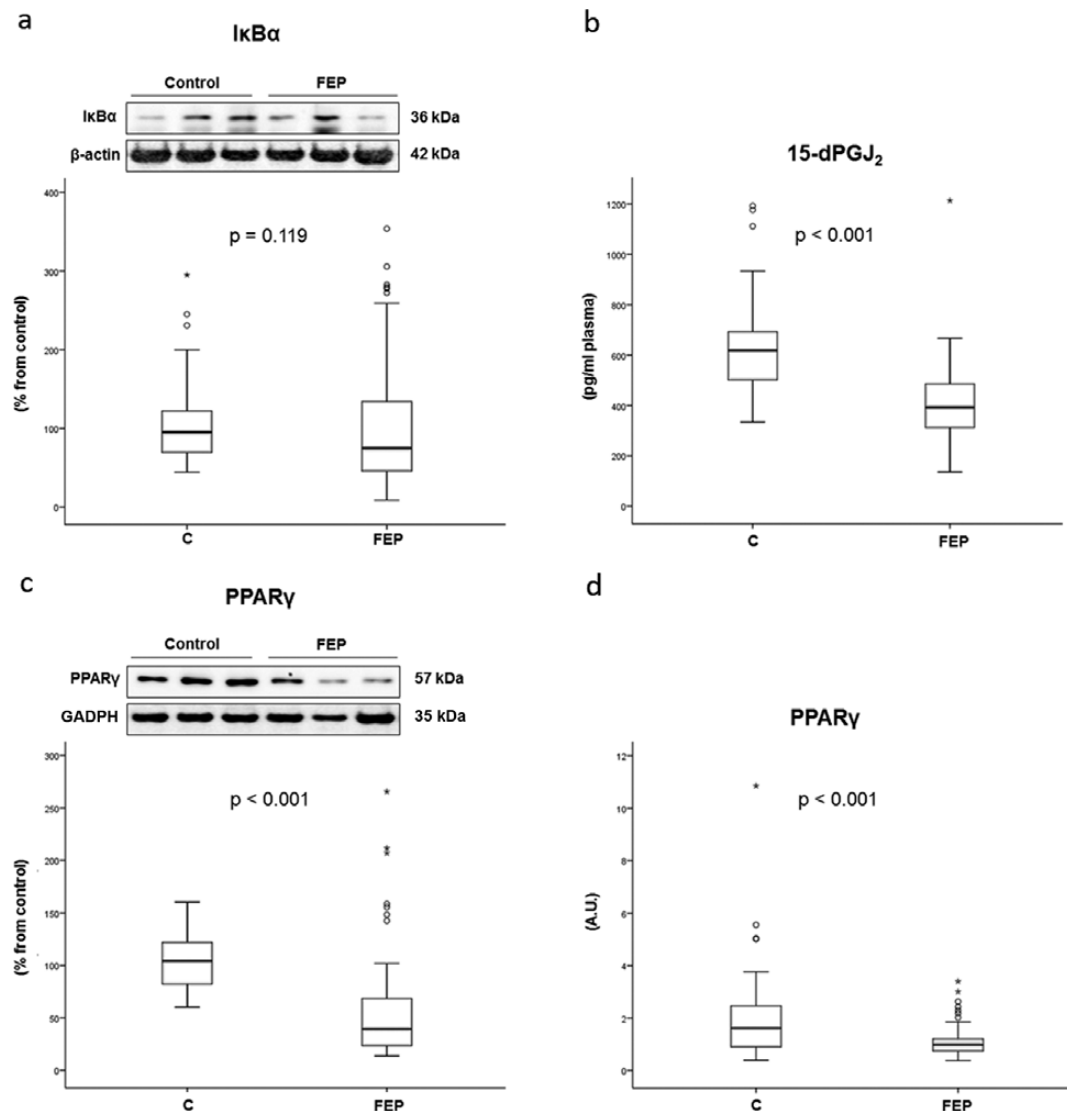 a
IκBα
Control FEP
IκBα 36 kDa
β-actin 42 kDa
400
300
200
100
0
(% from control)
p = 0.119
*
C FEP
b
15-dPGJ₂
1200
1000
800
600
400
200
0
(pg/ml plasma)
p < 0.001
*
C FEP
c
PPARγ
Control FEP
PPARγ 57 kDa
GADPH 35 kDa
300
250
200
150
100
50
0
(% from control)
p < 0.001
*
*
*
C FEP
d
PPARγ
12
10
8
6
4
2
0
(A.U.)
p < 0.001
*
*
*
C FEP